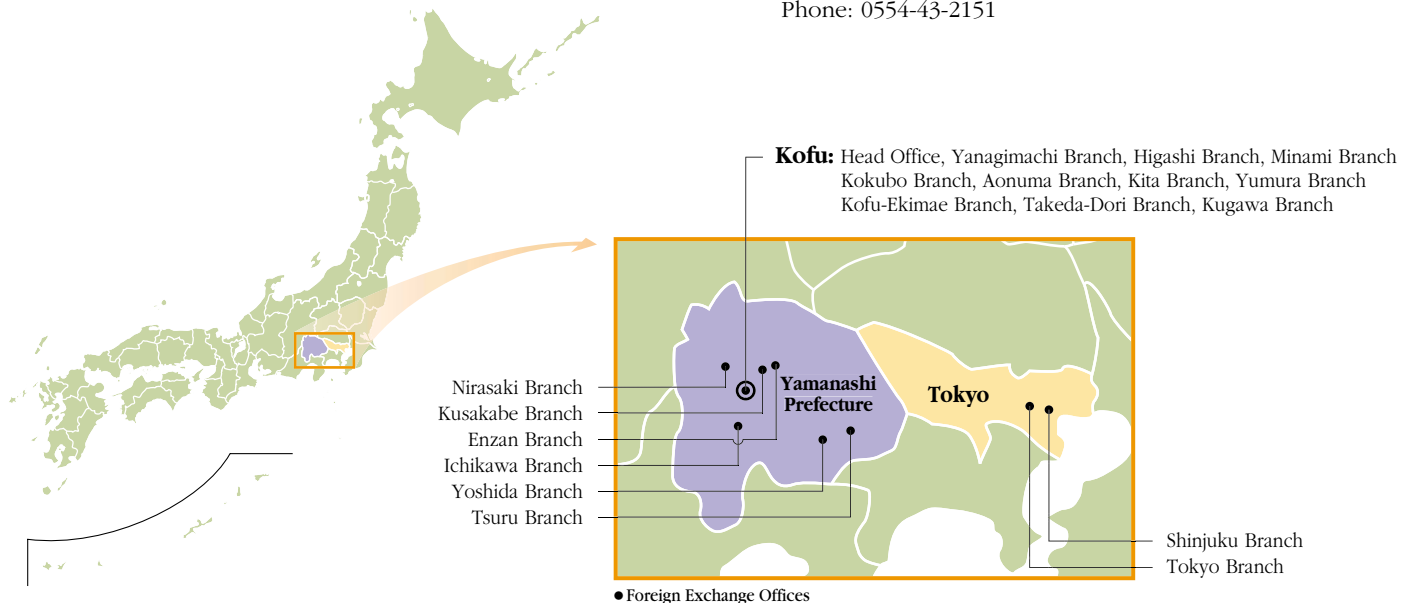 Phone: 0554-43-2151
Kofu: Head Office, Yanagimachi Branch, Higashi Branch, Minami Branch
Kokubo Branch, Aonuma Branch, Kita Branch, Yumura Branch
Kofu-Ekimae Branch, Takeda-Dori Branch, Kugawa Branch
Nirasaki Branch
Kusakabe Branch
Enzan Branch
Ichikawa Branch
Yoshida Branch
Tsuru Branch
Yamanashi
Prefecture
Tokyo
Shinjuku Branch
Tokyo Branch
● Foreign Exchange Offices